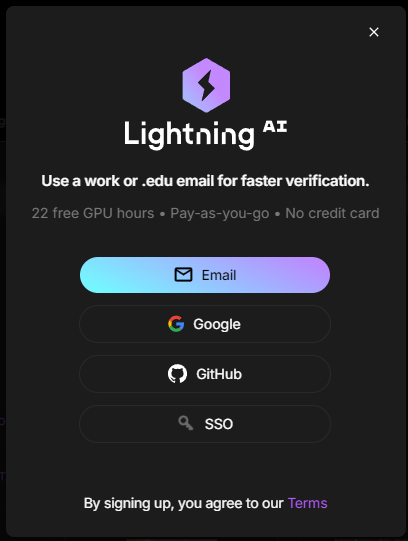 Lightning AI
Use a work or .edu email for faster verification.
22 free GPU hours • Pay-as-you-go • No credit card
Email
Google
GitHub
SSO
By signing up, you agree to our Terms